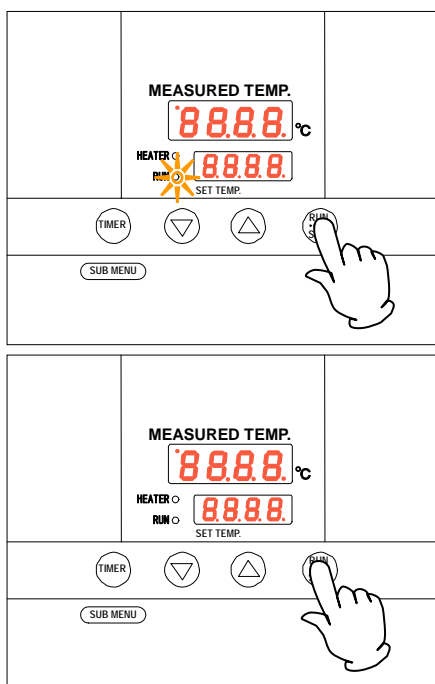 MEASURED TEMP.
8.8.8.8. °C
HEATER
RUN 8.8.8.8.
SET TEMP.
TIMER RUN
SUB MENU
MEASURED TEMP.
8.8.8.8. °C
HEATER
RUN 8.8.8.8.
SET TEMP.
TIMER RUN
SUB MENU